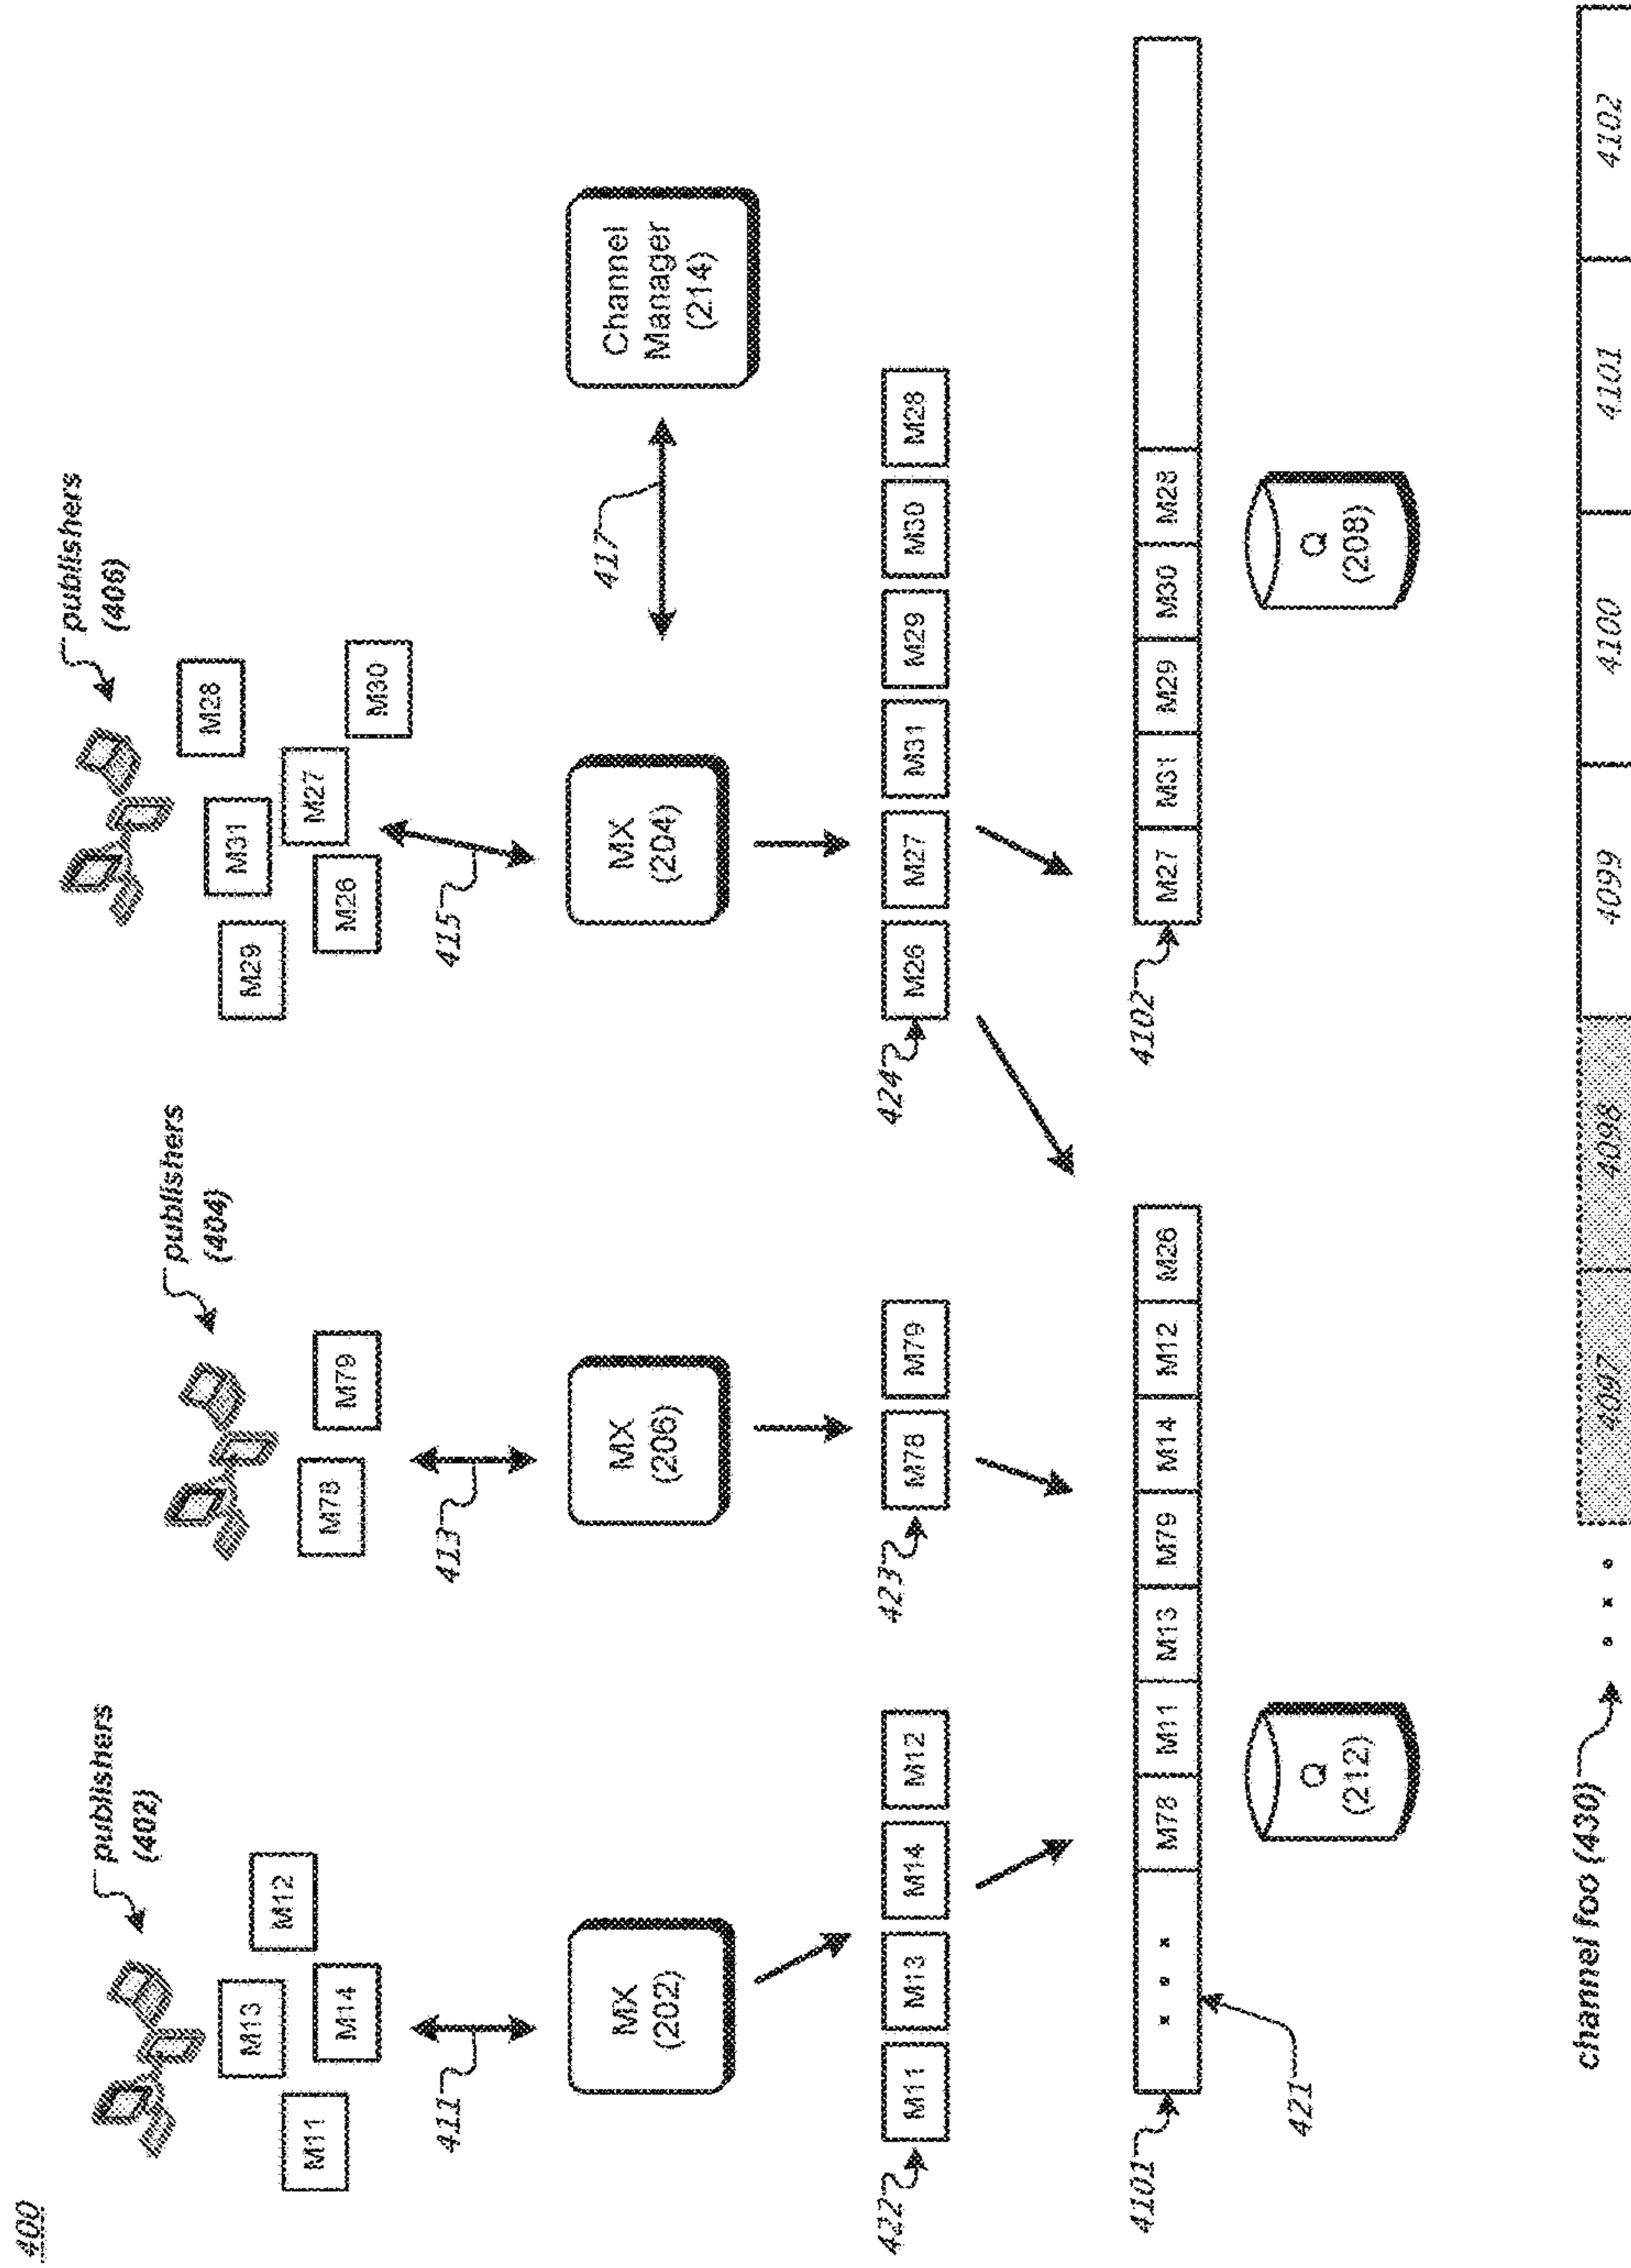 400
publishers
(402)
publishers
(404)
publishers
(406)
M11
M13
M14
M12
M78
M79
M29
M31
M26
M27
M28
M30
411
413
415
417
MX
(202)
MX
(206)
MX
(204)
Channel
Manager
(214)
422
M11
M13
M14
M12
423
M78
M79
424
M26
M27
M31
M29
M30
M28
4101
M78
M11
M13
M79
M14
M12
M26
4102
M27
M31
M29
M30
M28
421
Q
(212)
Q
(208)
channel foo (430)
4097
4098
4099
4100
4101
4102